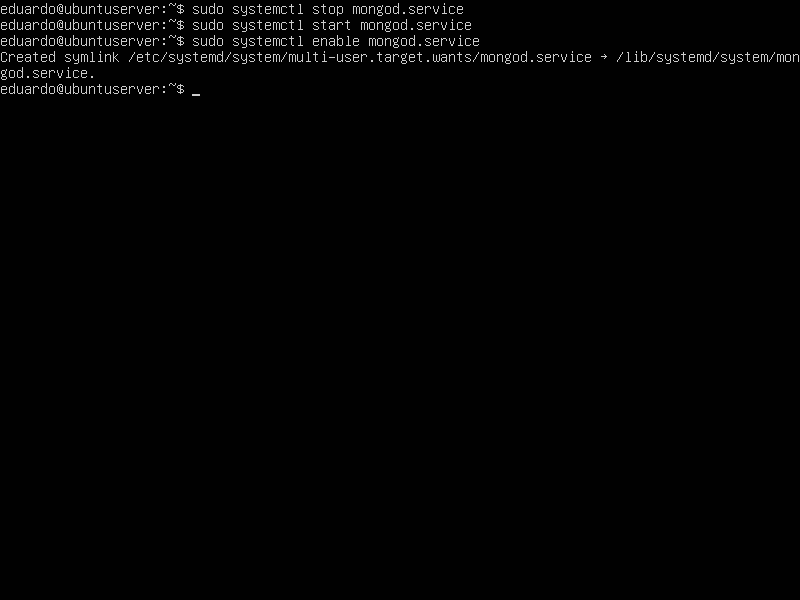 eduardo@ubuntuserver:~$ sudo systemctl stop mongod.service
eduardo@ubuntuserver:~$ sudo systemctl start mongod.service
eduardo@ubuntuserver:~$ sudo systemctl enable mongod.service
Created symlink /etc/systemd/system/multi-user.target.wants/mongod.service → /lib/systemd/system/mon
god.service.
eduardo@ubuntuserver:~$ _